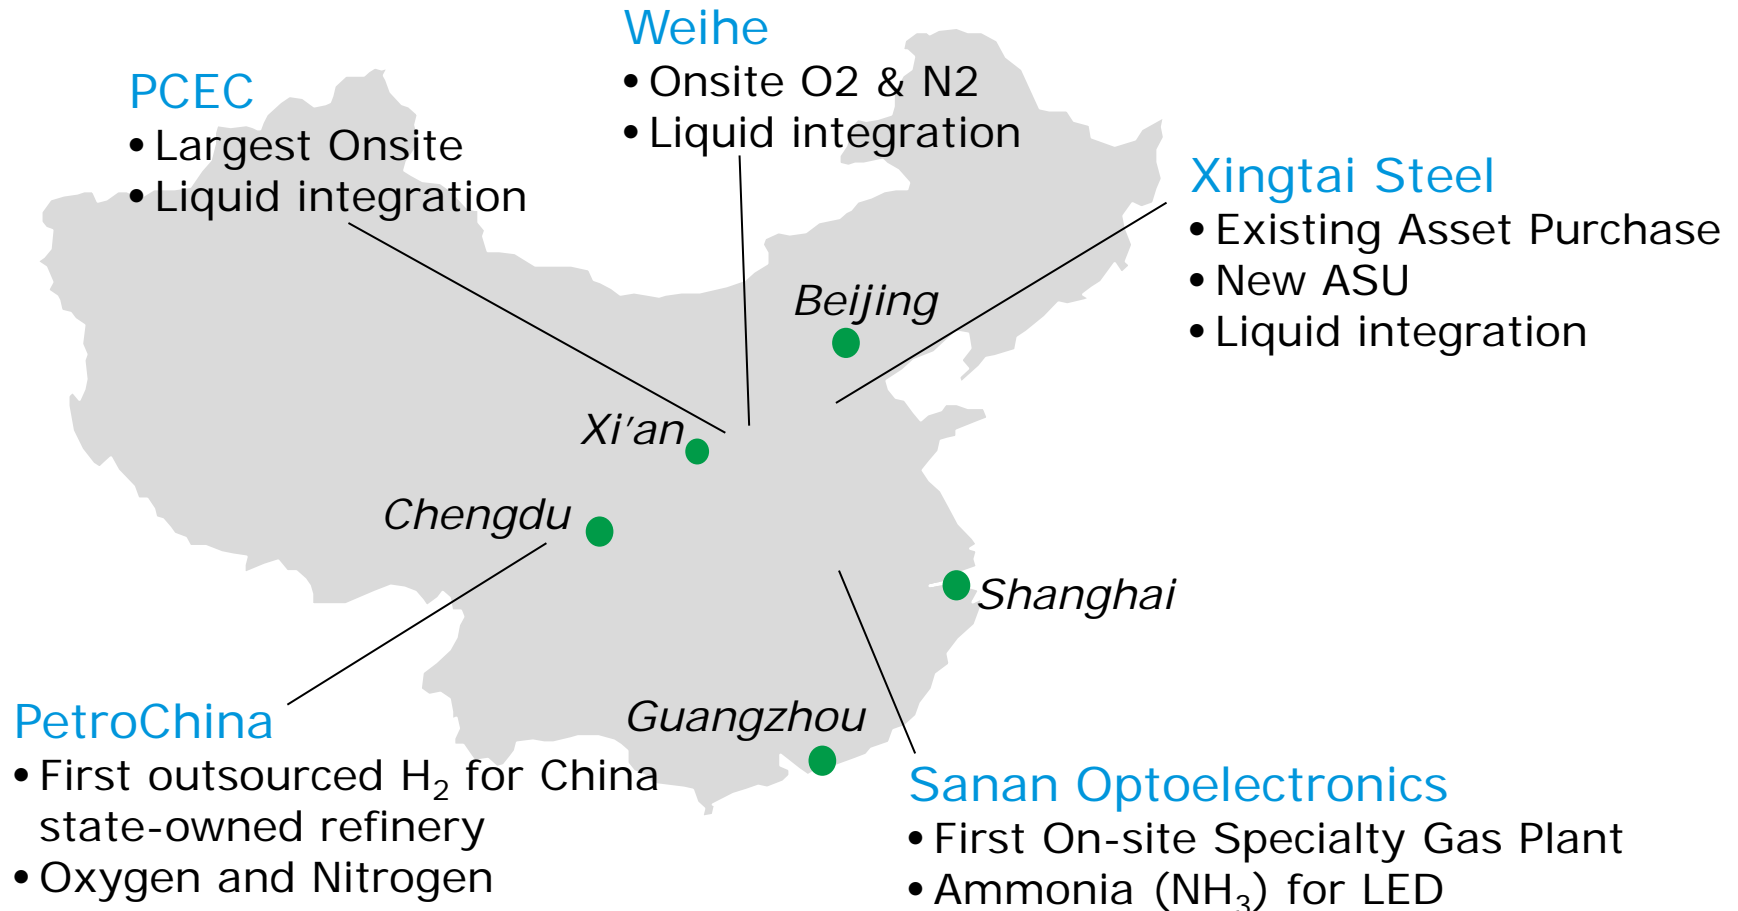 Weihe
• Onsite O2 & N2
• Liquid integration
PCEC
• Largest Onsite
• Liquid integration
Xingtai Steel
• Existing Asset Purchase
• New ASU
• Liquid integration
Beijing
Xi'an
Chengdu
Shanghai
Guangzhou
PetroChina
• First outsourced H₂ for China
state-owned refinery
• Oxygen and Nitrogen
Sanan Optoelectronics
• First On-site Specialty Gas Plant
• Ammonia (NH₃) for LED